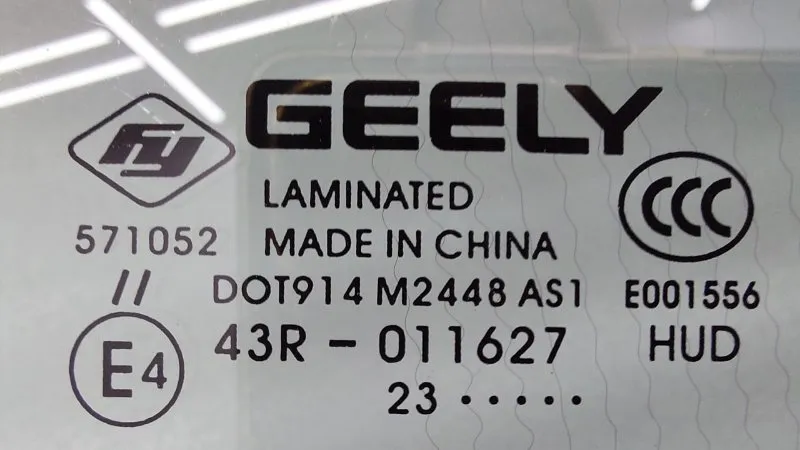 GEELY
fy
LAMINATED
CCC
571052
MADE IN CHINA
// DOT914 M2448 AS1 E001556
E4 43R - 011627 HUD
23 •••••